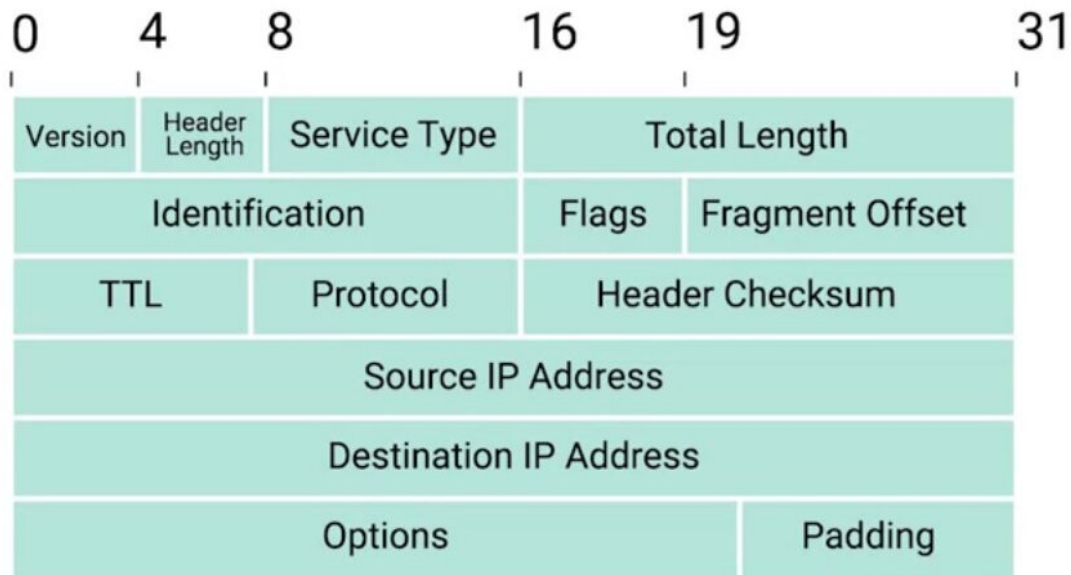 0 4 8 16 19 31
Version Header Length Service Type Total Length
Identification Flags Fragment Offset
TTL Protocol Header Checksum
Source IP Address
Destination IP Address
Options Padding